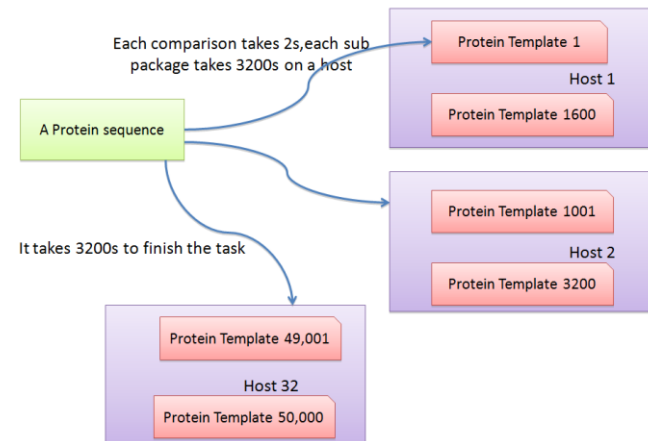 Each comparison takes 2s,each sub
package takes 3200s on a host
Protein Template 1
Host 1
Protein Template 1600
A Protein sequence
Protein Template 1001
Host 2
Protein Template 3200
It takes 3200s to finish the task
Protein Template 49,001
Host 32
Protein Template 50,000